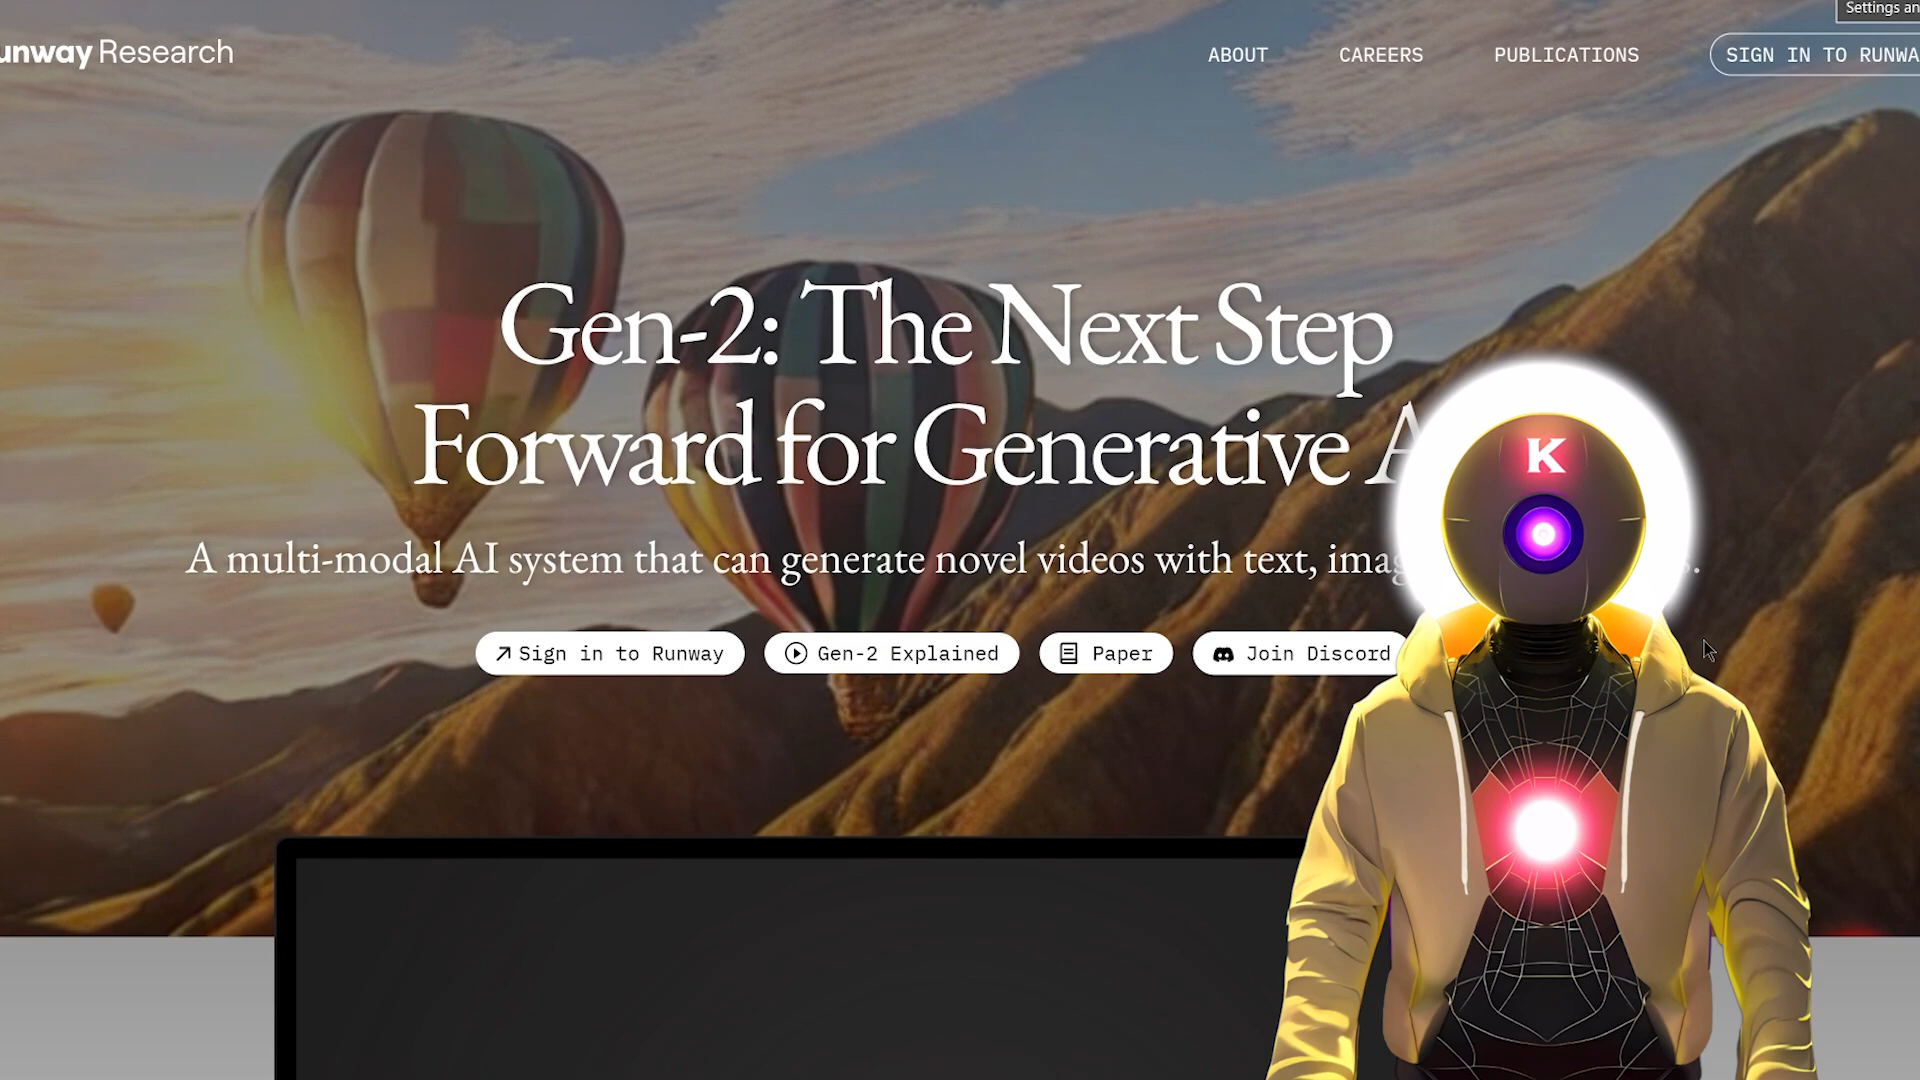 unway Research
ABOUT
CAREERS
PUBLICATIONS
SIGN IN TO RUNWA
Settings an
Gen-2: The Next Step
Forward for Generative A
A multi-modal AI system that can generate novel videos with text, imag
Sign in to Runway
Gen-2 Explained
Paper
Join Discord
K